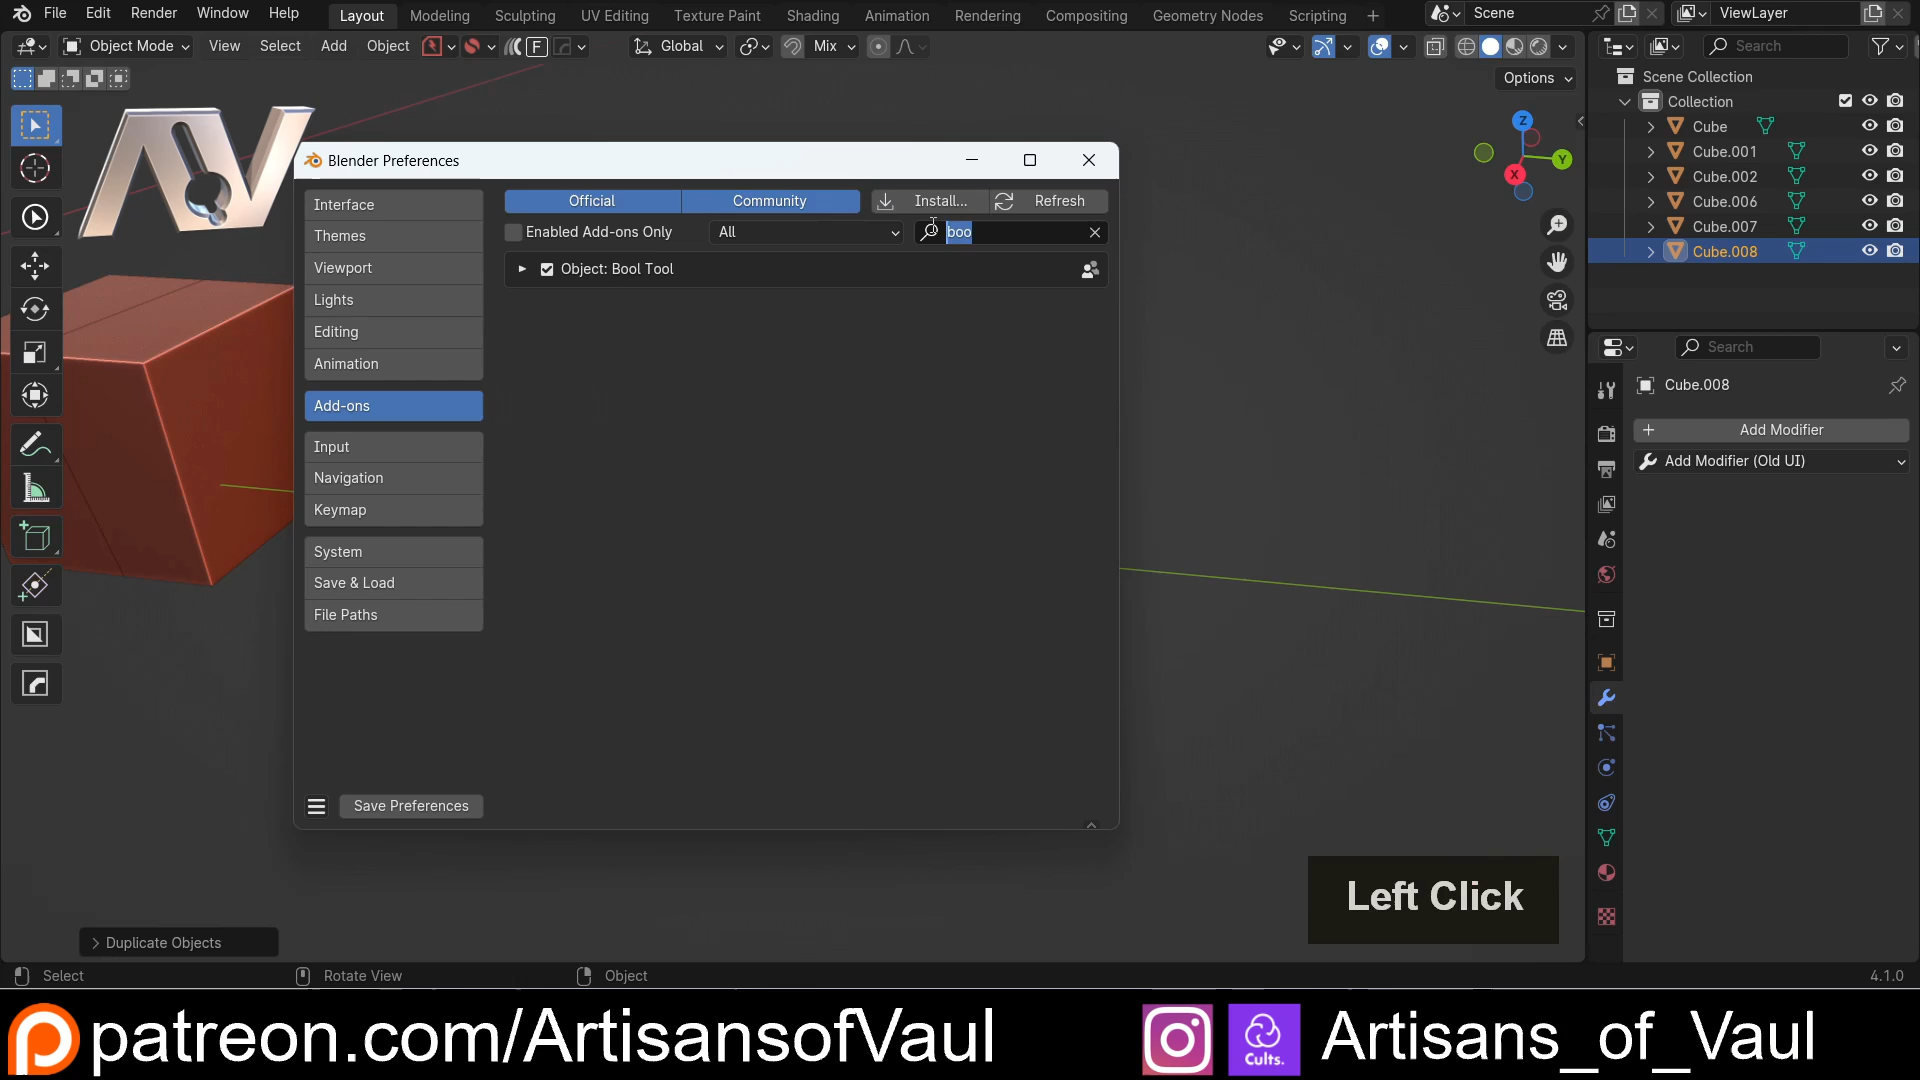 File Edit Render Window Help Layout Modeling Sculpting UV Editing Texture Paint Shading Animation Rendering Compositing Geometry Nodes Scripting + Scene ViewLayer
Object Mode View Select Add Object F Global Mix Search
Options
Scene Collection
Collection
Cube
Cube.001
Cube.002
Cube.006
Cube.007
Cube.008
Z
Y
X
AV
Blender Preferences
Interface
Themes
Viewport
Lights
Editing
Animation
Add-ons
Input
Navigation
Keymap
System
Save & Load
File Paths
Save Preferences
Official Community Install... Refresh
Enabled Add-ons Only All boo
Object: Bool Tool
Search
Cube.008
Add Modifier
Add Modifier (Old UI)
Left Click
Duplicate Objects
Select Rotate View Object 4.1.0
patreon.com/ArtisansofVaul Cults. Artisans_of_Vaul